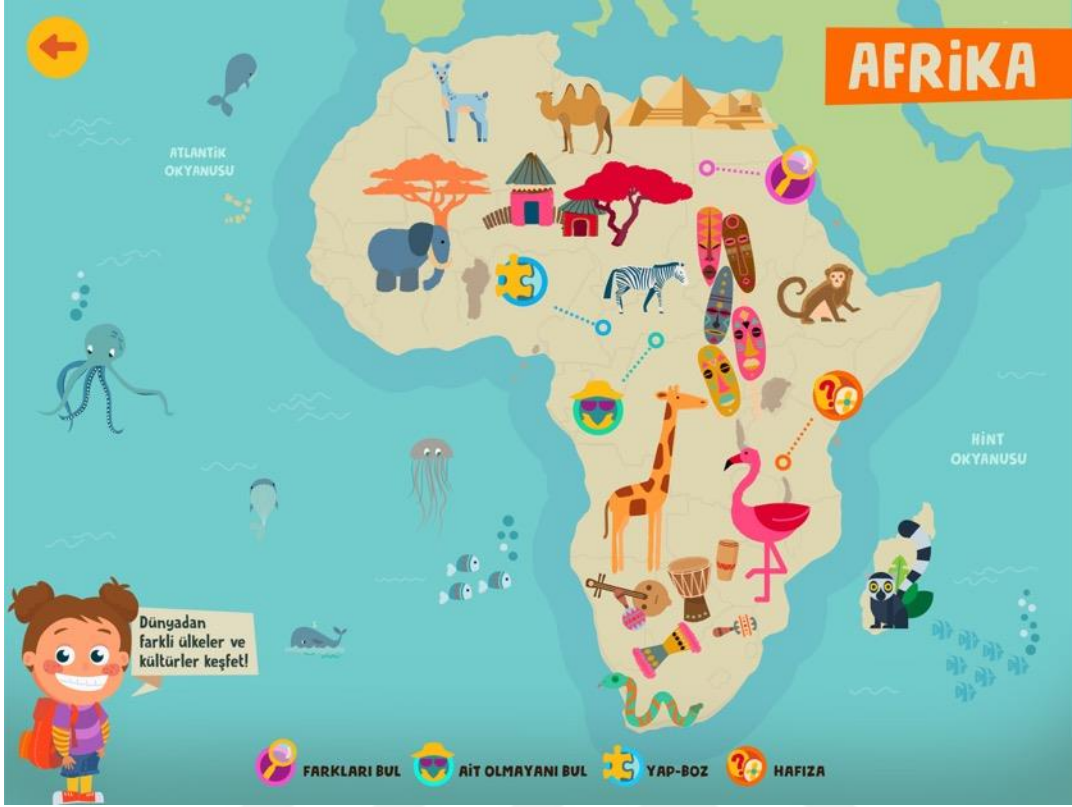 AFRİKA
ATLANTİK
OKYANUSU
HİNT
OKYANUSU
Dünyadan
farkli ülkeler ve
kültürler keşfet!
FARKLARI BUL
AİT OLMAYANI BUL
YAP-BOZ
HAFIZA